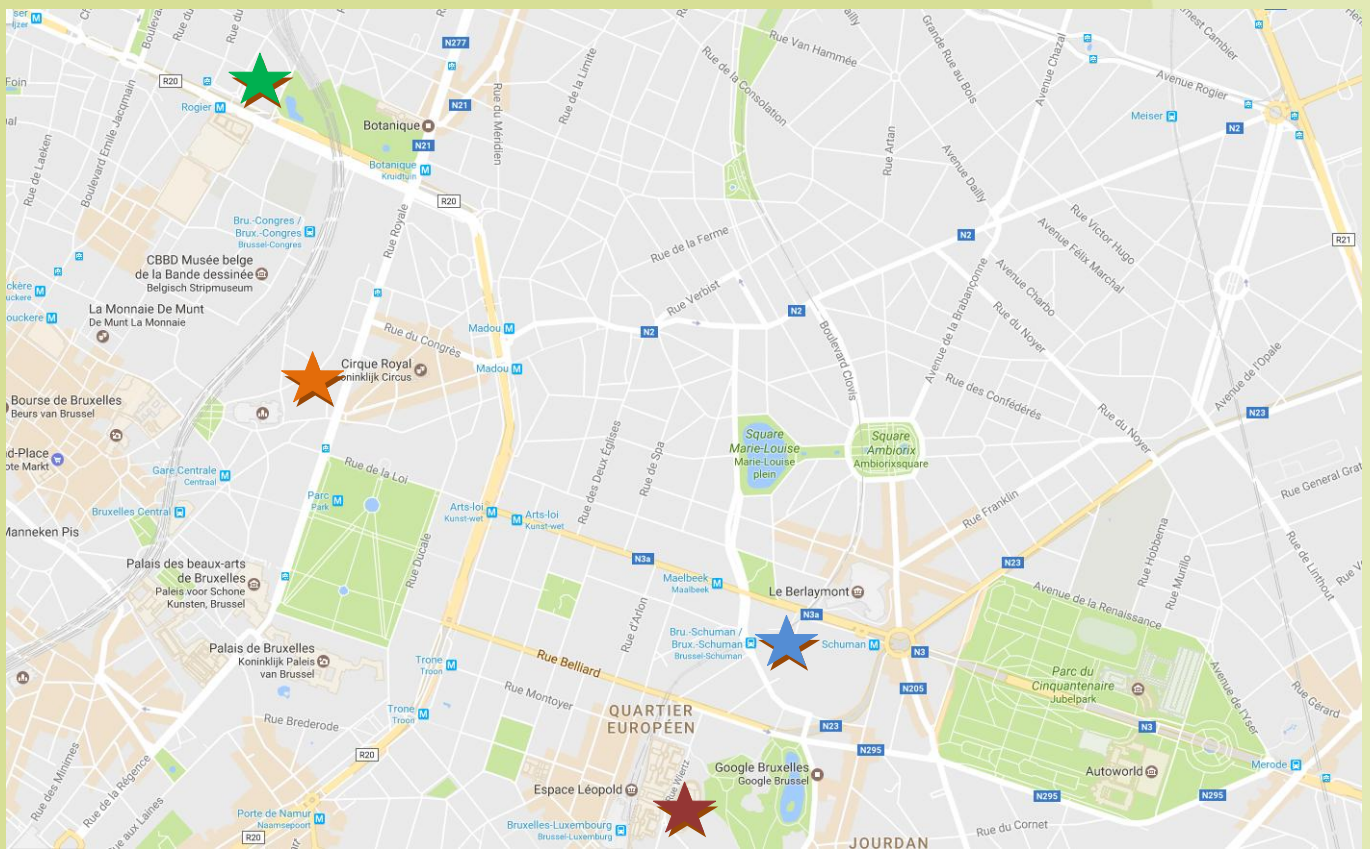 N277
Rue Van Hammée
Rue de la Limite
Rue de la Consolation
Grande Rue au Bois
Avenue Chazal
Ernest Cambier
Avenue Rogier
R20
Rogier
Boulevard Emile Jacqmain
Rue de Laeken
Botanique
N21
N21
Rue du Méridien
Botanique
Kruidtuin
R20
Meiser
N2
Rue Artan
Avenue Dailly
Bru.-Congres /
Brux.-Congres
Brussel-Congres
Rue Royale
Rue de la Ferme
N2
Rue Victor Hugo
Avenue Félix Marchal
R21
CBBD Musée belge
de la Bande dessinée
Belgisch Stripmuseum
Avenue Charbo
Rue du Noyer
Avenue de la Brabançonne
La Monnaie De Munt
De Munt La Monnaie
Rue Verbist
N2
N2
Boulevard Clovis
Rue du Congrès
Madou
Madou
Cirque Royal
oninklijk Circus
Avenue de l'Opale
Rue des Confédérés
Rue du Noyer
N23
Bourse de Bruxelles
Beurs van Brussel
nd-Place
ote Markt
Gare Centrale
Centraal
Rue de la Loi
Rue des Deux Églises
Rue de Spa
Square
Marie-Louise
Marie-Louise
plein
Square
Ambiorix
Ambiorixsquare
Rue General Grat
Bruxelles Central
Parc
Park
Arts-loi
Kunst-wet
Arts-loi
Kunst-wet
Rue Franklin
Manneken Pis
Rue Ducale
N3a
N23
Rue Hobbema
Rue Murillo
Rue de Linthout
Palais des beaux-arts
de Bruxelles
Paleis voor Schone
Kunsten, Brussel
Maelbeek
Maalbeek
Le Berlaymont
N3a
Avenue de la Renaissance
Rue d'Arlon
Bru.-Schuman /
Brux.-Schuman
Brussel-Schuman
Schuman
N3
Palais de Bruxelles
Koninklijk Paleis
van Brussel
Trone
Troon
Rue Belliard
Rue Montoyer
N205
Parc du
Cinquantenaire
Jubelpark
Avenue de l'Yser
Rue Gérard
Trone
Troon
Rue Brederode
QUARTIER
EUROPÉEN
N23
N295
N3
R20
Rue des Minimes
Rue de la Régence
Rue aux Laines
Espace Léopold
Rue Wiertz
Google Bruxelles
Google Brussel
Autoworld
Merode
N295
N295
Porte de Namur
Naamsepoort
R20
Bruxelles-Luxembourg
Brussel-Luxemburg
JOURDAN
Rue du Cornet